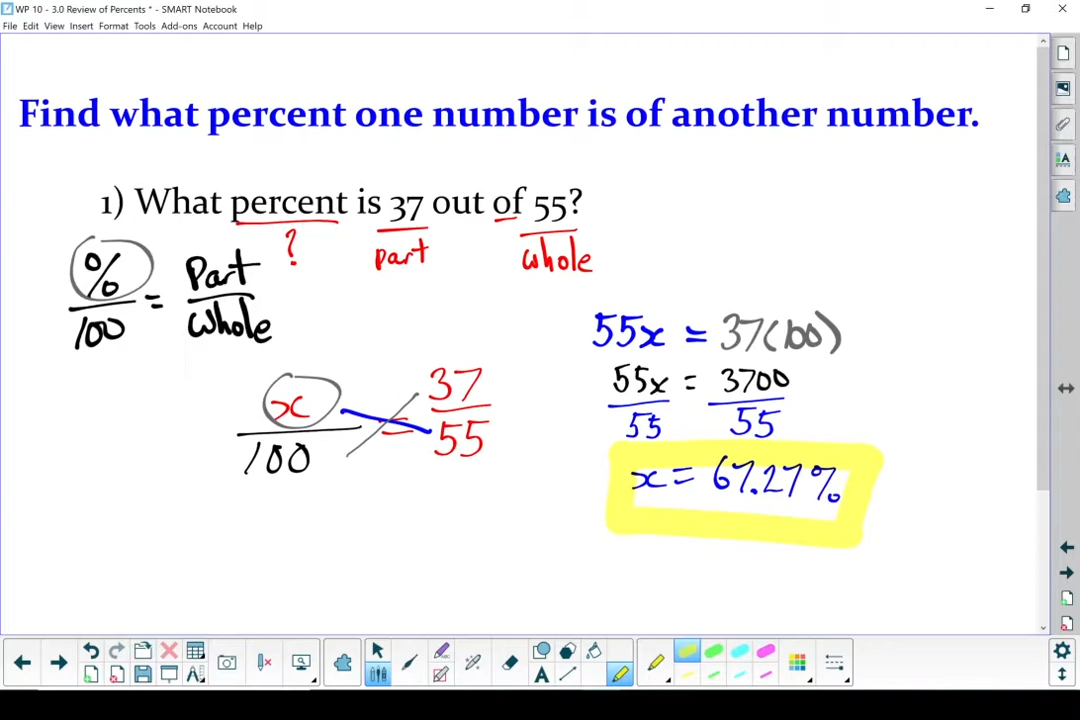 WP 10 - 3.0 Review of Percents * - SMART Notebook
File Edit View Insert Format Tools Add-ons Account Help
Find what percent one number is of another number.
1) What percent is 37 out of 55?
? part whole
% = Part
100 whole
x = 37
100 55
55x = 37(100)
55x = 3700
55 55
x = 67.27%